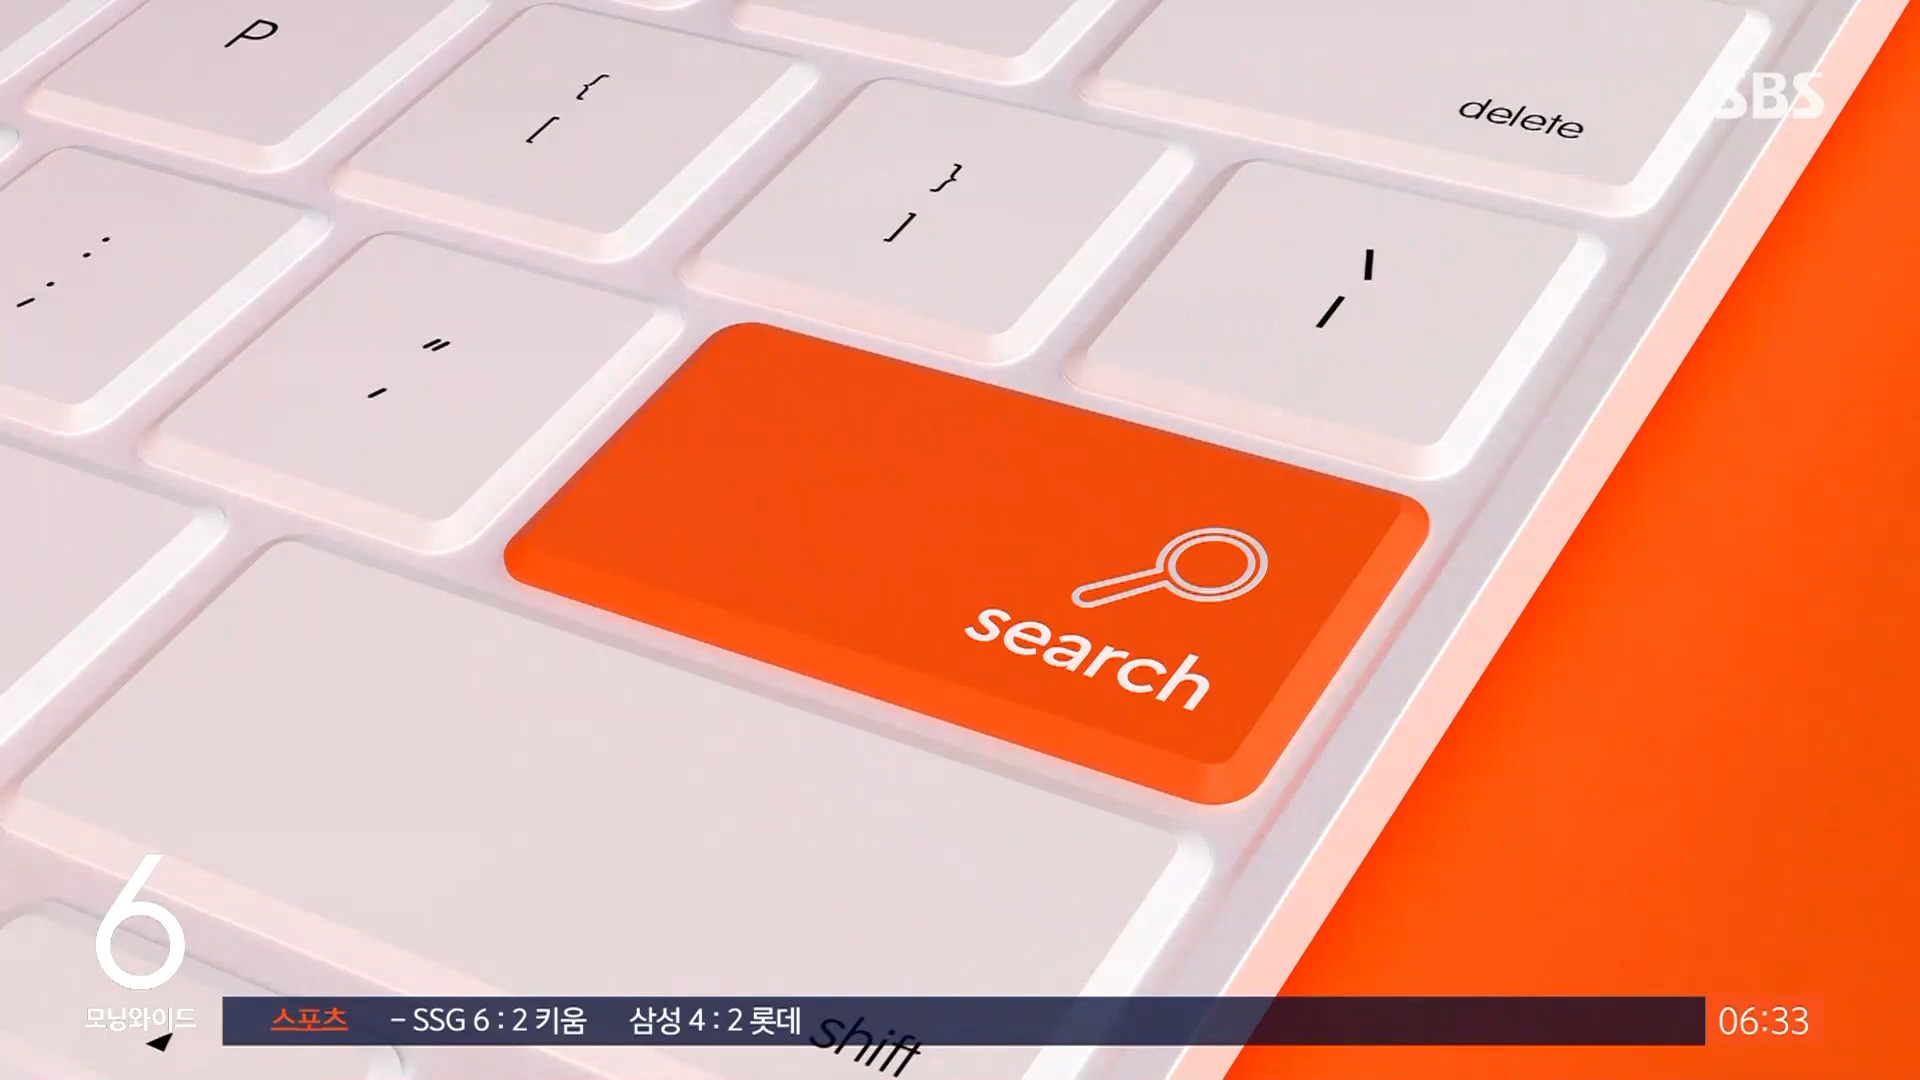 P
{
[
}
]
delete
SBS
|
\
:
;
"
'
search
shift
6
모닝와이드
스포츠 – SSG 6 : 2 키움 삼성 4 : 2 롯데
06:33